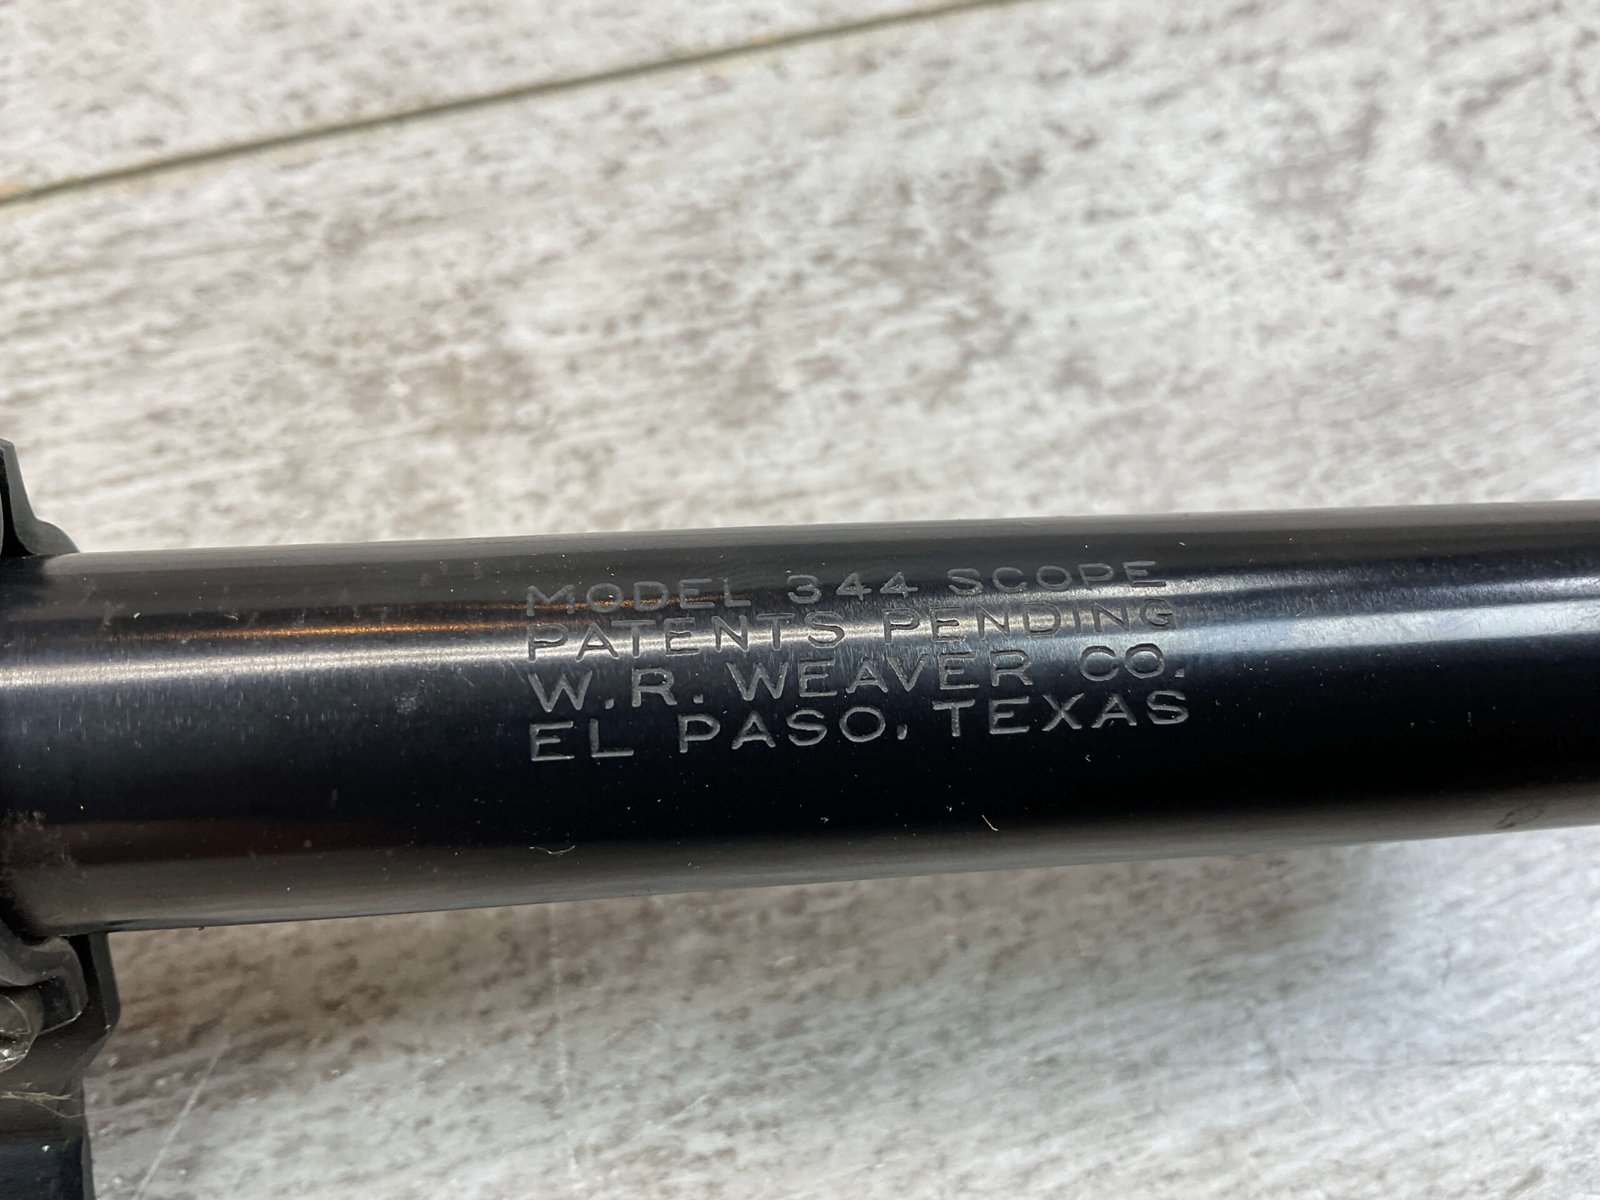 MODEL 344 SCOPE
PATENTS PENDING
W.R. WEAVER CO.
EL PASO, TEXAS